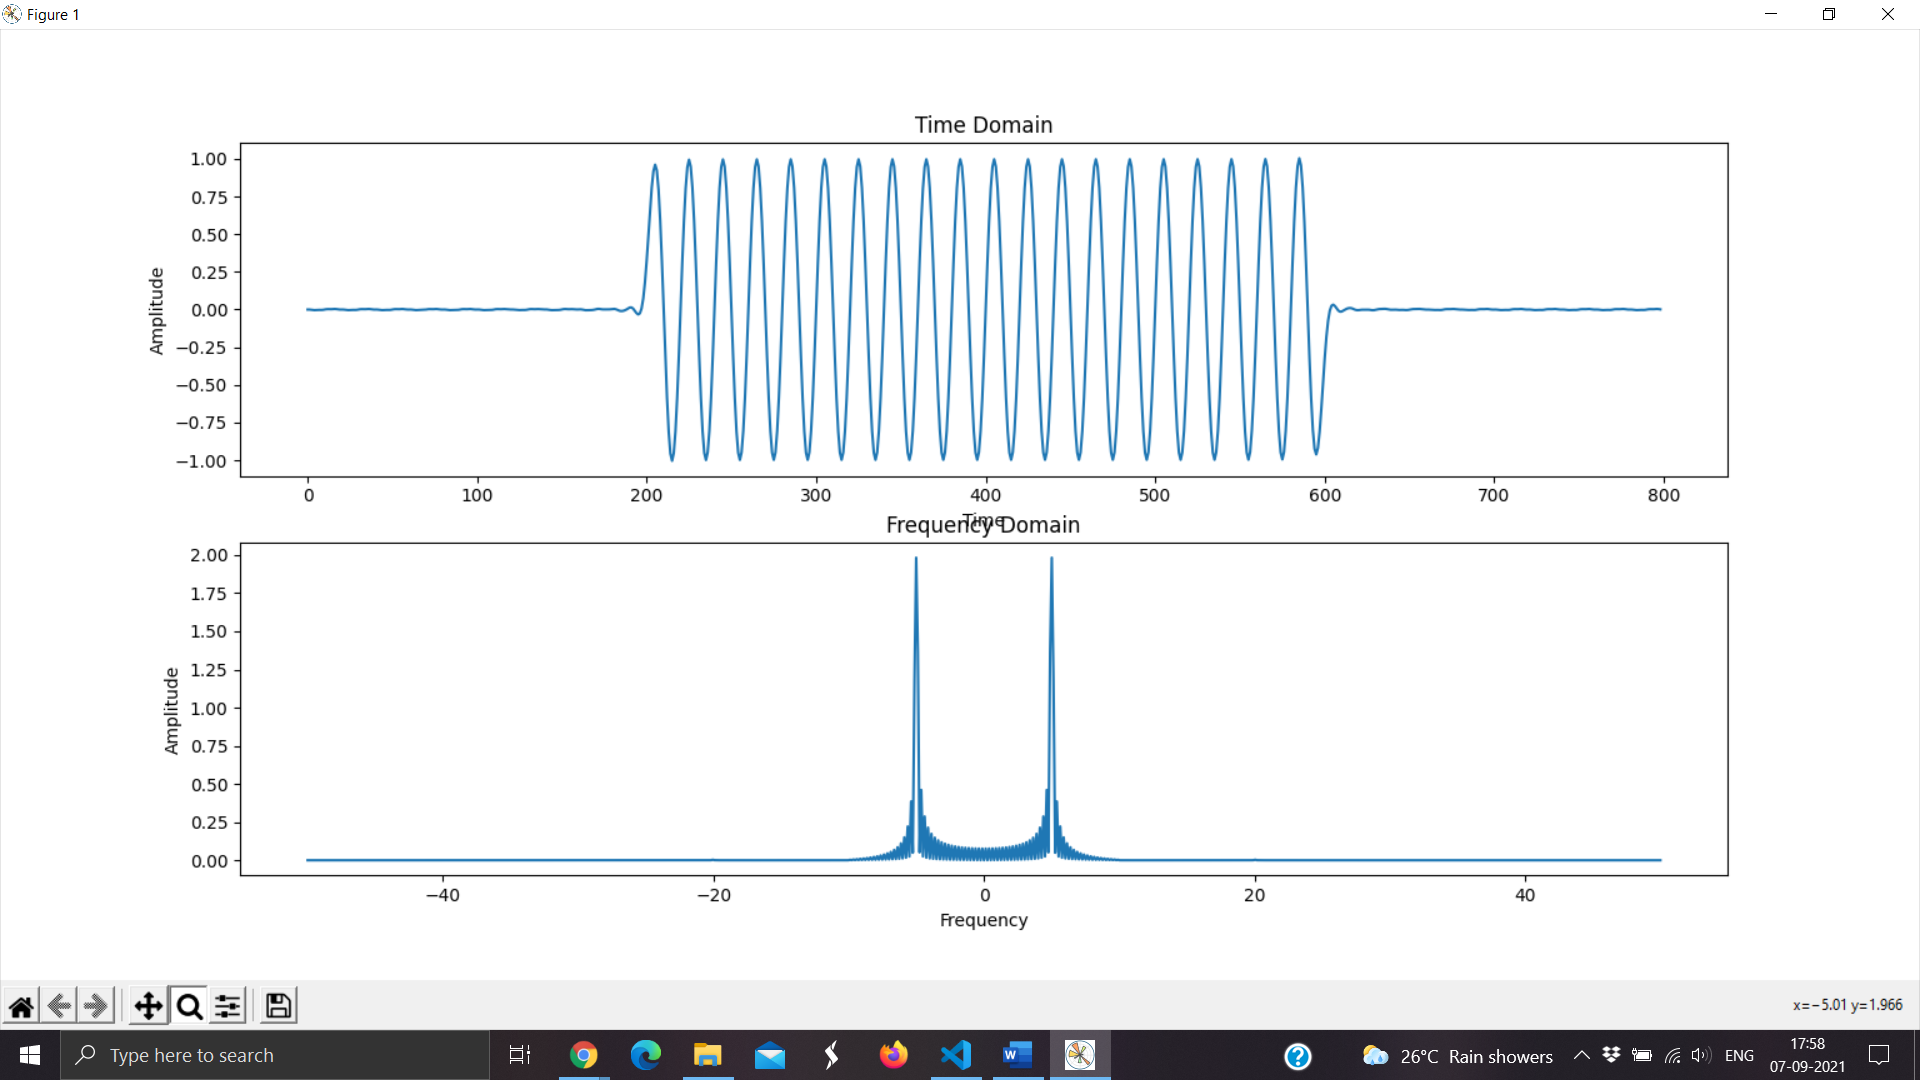 Figure 1
Time Domain
1.00
0.75
0.50
0.25
0.00
−0.25
−0.50
−0.75
−1.00
Amplitude
0 100 200 300 400 500 600 700 800
Time
Frequency Domain
2.00
1.75
1.50
1.25
1.00
0.75
0.50
0.25
0.00
Amplitude
−40 −20 0 20 40
Frequency
x=−5.01 y=1.966
Type here to search
26°C Rain showers
ENG
17:58
07-09-2021